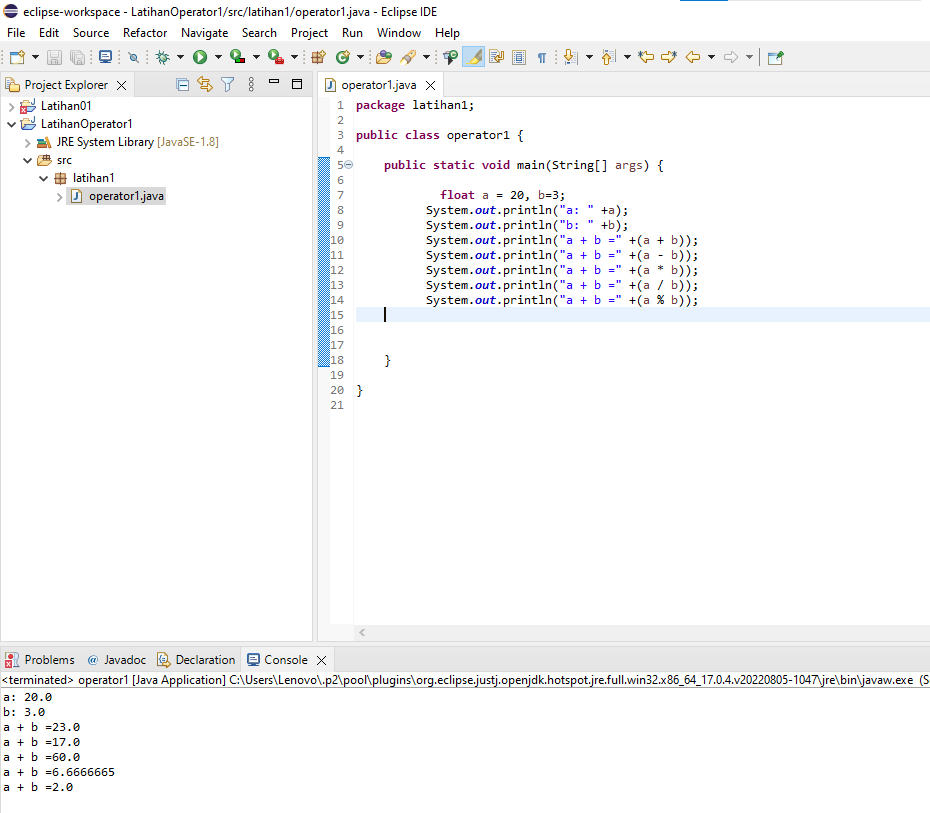 eclipse-workspace - LatihanOperator1/src/latihan1/operator1.java - Eclipse IDE
File Edit Source Refactor Navigate Search Project Run Window Help
Project Explorer
Latihan01
LatihanOperator1
JRE System Library [JavaSE-1.8]
src
latihan1
operator1.java
operator1.java
1 package latihan1;
2
3 public class operator1 {
4
5 public static void main(String[] args) {
6
7 float a = 20, b=3;
8 System.out.println("a: " +a);
9 System.out.println("b: " +b);
10 System.out.println("a + b =" +(a + b));
11 System.out.println("a + b =" +(a - b));
12 System.out.println("a + b =" +(a * b));
13 System.out.println("a + b =" +(a / b));
14 System.out.println("a + b =" +(a % b));
15
16
17
18 }
19
20 }
21
Problems Javadoc Declaration Console
<terminated> operator1 [Java Application] C:\Users\Lenovo\.p2\pool\plugins\org.eclipse.justj.openjdk.hotspot.jre.full.win32.x86_64_17.0.4.v20220805-1047\jre\bin\javaw.exe (S
a: 20.0
b: 3.0
a + b =23.0
a + b =17.0
a + b =60.0
a + b =6.6666665
a + b =2.0